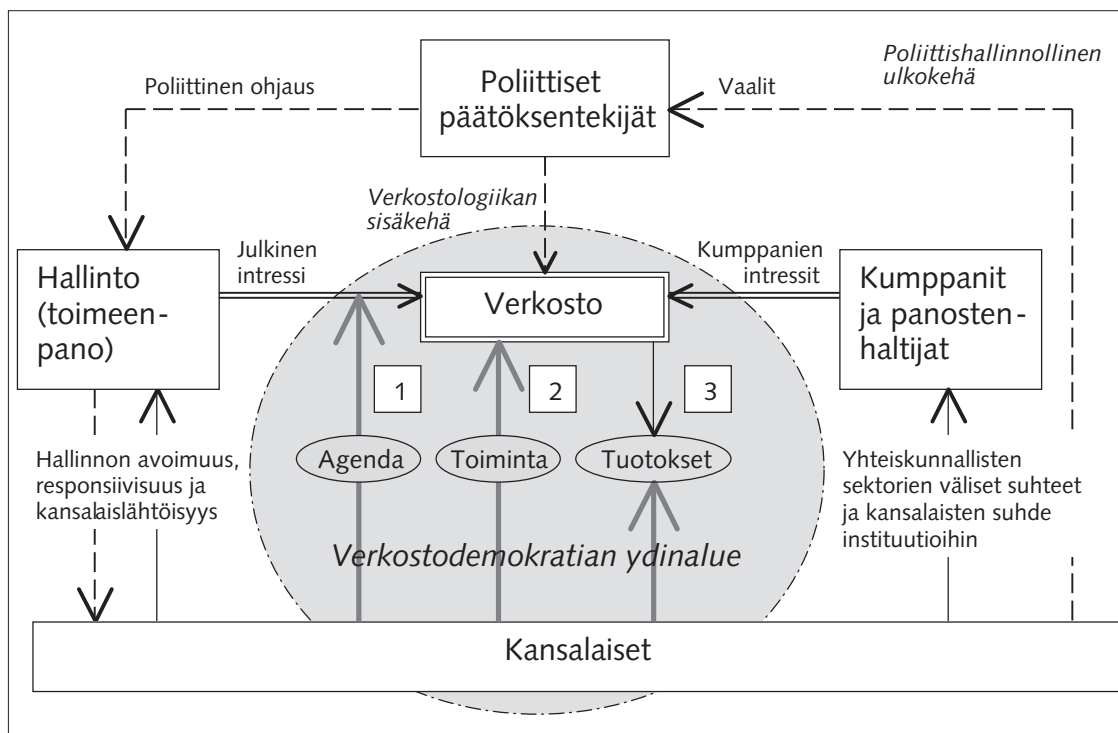 Poliittishallinnollinen
ulkokehä
Poliittinen ohjaus
Poliittiset
päätöksentekijät
Vaalit
Verkostologiikan
sisäkehä
Hallinto
(toimeen-
pano)
Julkinen
intressi
Verkosto
Kumppanien
intressit
Kumppanit
ja panosten-
haltijat
1
2
3
Agenda
Toiminta
Tuotokset
Hallinnon avoimuus,
responsiivisuus ja
kansalaislähtöisyys
Yhteiskunnallisten
sektorien väliset suhteet
ja kansalaisten suhde
instituutioihin
Verkostodemokratian ydinalue
Kansalaiset